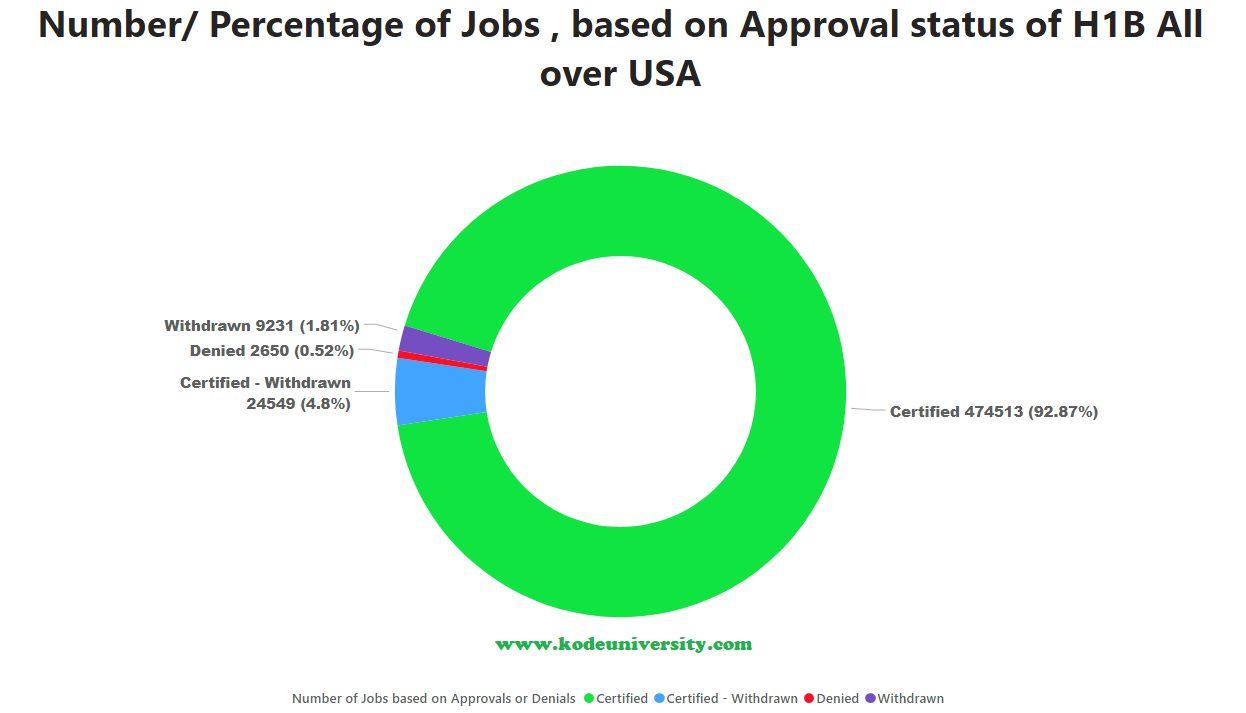 Number/ Percentage of Jobs , based on Approval status of H1B All
over USA
Withdrawn 9231 (1.81%)
Denied 2650 (0.52%)
Certified - Withdrawn
24549 (4.8%)
Certified 474513 (92.87%)
www.kodeuniversity.com
Number of Jobs based on Approvals or Denials Certified Certified - Withdrawn Denied Withdrawn